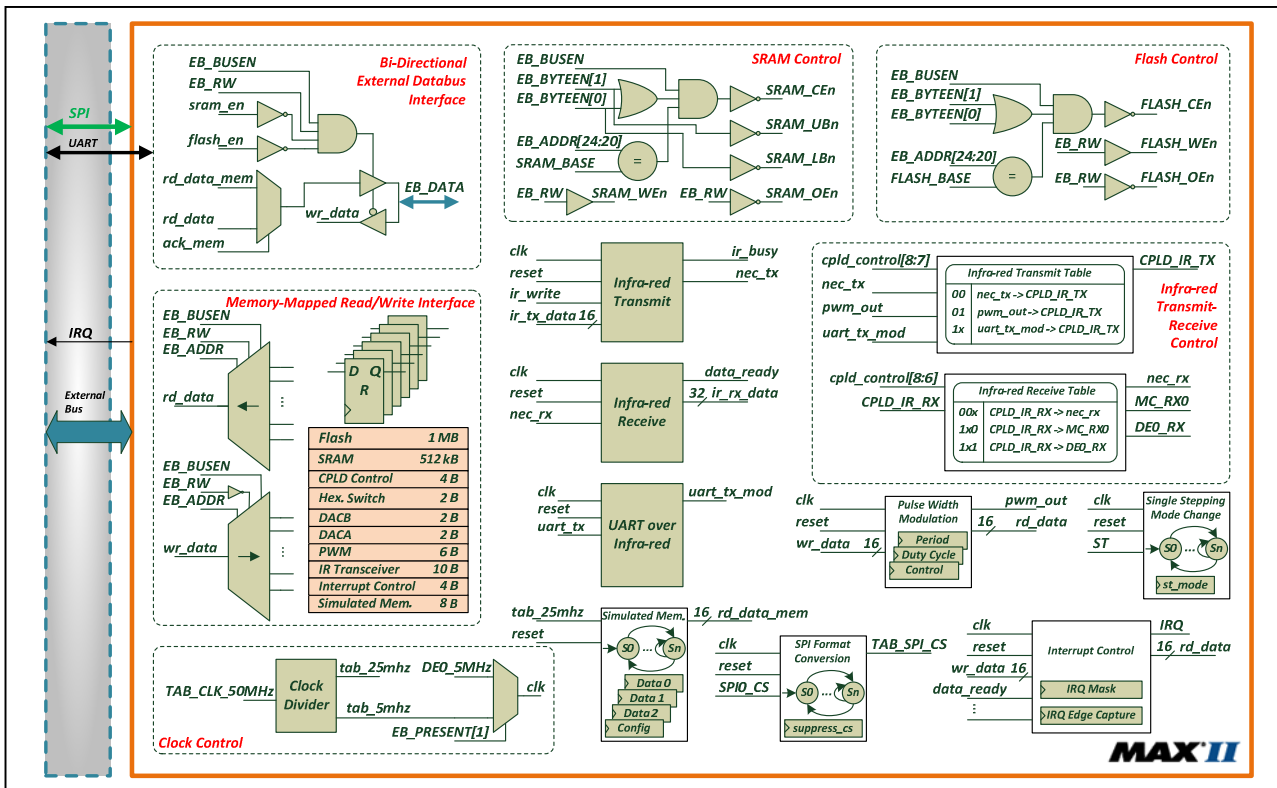 SPI
UART
IRQ
External
Bus
Bi-Directional
External Databus
Interface
EB_BUSEN
EB_RW
sram_en
flash_en
rd_data_mem
rd_data
ack_mem
wr_data
EB_DATA
SRAM Control
EB_BUSEN
EB_BYTEEN[1]
EB_BYTEEN[0]
EB_ADDR[24:20]
SRAM_BASE
=
EB_RW
SRAM_WEn
EB_RW
SRAM_CEn
SRAM_UBn
SRAM_LBn
SRAM_OEn
Flash Control
EB_BUSEN
EB_BYTEEN[1]
EB_BYTEEN[0]
EB_ADDR[24:20]
FLASH_BASE
=
EB_RW
EB_RW
FLASH_CEn
FLASH_WEn
FLASH_OEn
Memory-Mapped Read/Write Interface
EB_BUSEN
EB_RW
EB_ADDR
rd_data
...
D Q
R
EB_BUSEN
EB_RW
EB_ADDR
wr_data
...
Flash 1 MB
SRAM 512 kB
CPLD Control 4 B
Hex. Switch 2 B
DACB 2 B
DACA 2 B
PWM 6 B
IR Transceiver 10 B
Interrupt Control 4 B
Simulated Mem. 8 B
clk
reset
ir_write
ir_tx_data 16
Infra-red
Transmit
ir_busy
nec_tx
clk
reset
nec_rx
Infra-red
Receive
data_ready
32 ir_rx_data
clk
reset
uart_tx
UART over
Infra-red
uart_tx_mod
cpld_control[8:7]
nec_tx
pwm_out
uart_tx_mod
Infra-red Transmit Table
00 nec_tx->CPLD_IR_TX
01 pwm_out->CPLD_IR_TX
1x uart_tx_mod->CPLD_IR_TX
CPLD_IR_TX
Infra-red
Transmit-
Receive
Control
cpld_control[8:6]
CPLD_IR_RX
Infra-red Receive Table
00x CPLD_IR_RX->nec_rx
1x0 CPLD_IR_RX->MC_RX0
1x1 CPLD_IR_RX->DE0_RX
nec_rx
MC_RX0
DE0_RX
clk
reset
wr_data 16
Pulse Width
Modulation
Period
Duty Cycle
Control
pwm_out
16 rd_data
clk
reset
ST
Single Stepping
Mode Change
S0 ... Sn
st_mode
tab_25mhz
reset
Simulated Mem.
S0 ... Sn
Data 0
Data 1
Data 2
Config
16 rd_data_mem
clk
reset
SPI0_CS
SPI Format
Conversion
S0 ... Sn
suppress_cs
TAB_SPI_CS
clk
reset
wr_data 16
data_ready
...
Interrupt Control
IRQ Mask
IRQ Edge Capture
IRQ
16 rd_data
TAB_CLK_50MHz
Clock
Divider
tab_25mhz
tab_5mhz
DE0_5MHz
EB_PRESENT[1]
clk
Clock Control
MAX II